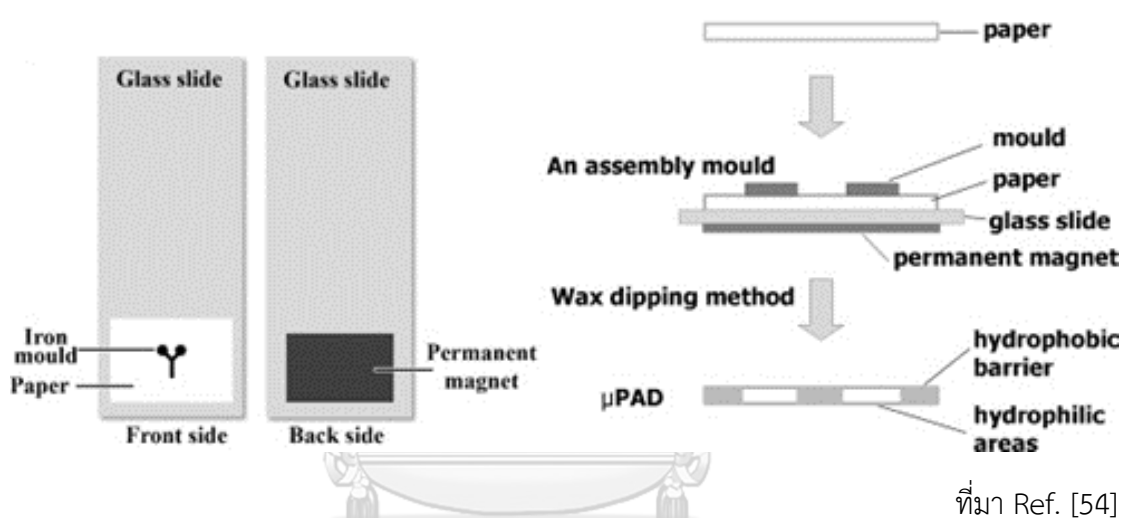 Glass slide
Iron
mould
Paper
Front side
Glass slide
Permanent
magnet
Back side
paper
An assembly mould
mould
paper
glass slide
permanent magnet
Wax dipping method
hydrophobic
barrier
µPAD
hydrophilic
areas
ที่มา Ref. [54]